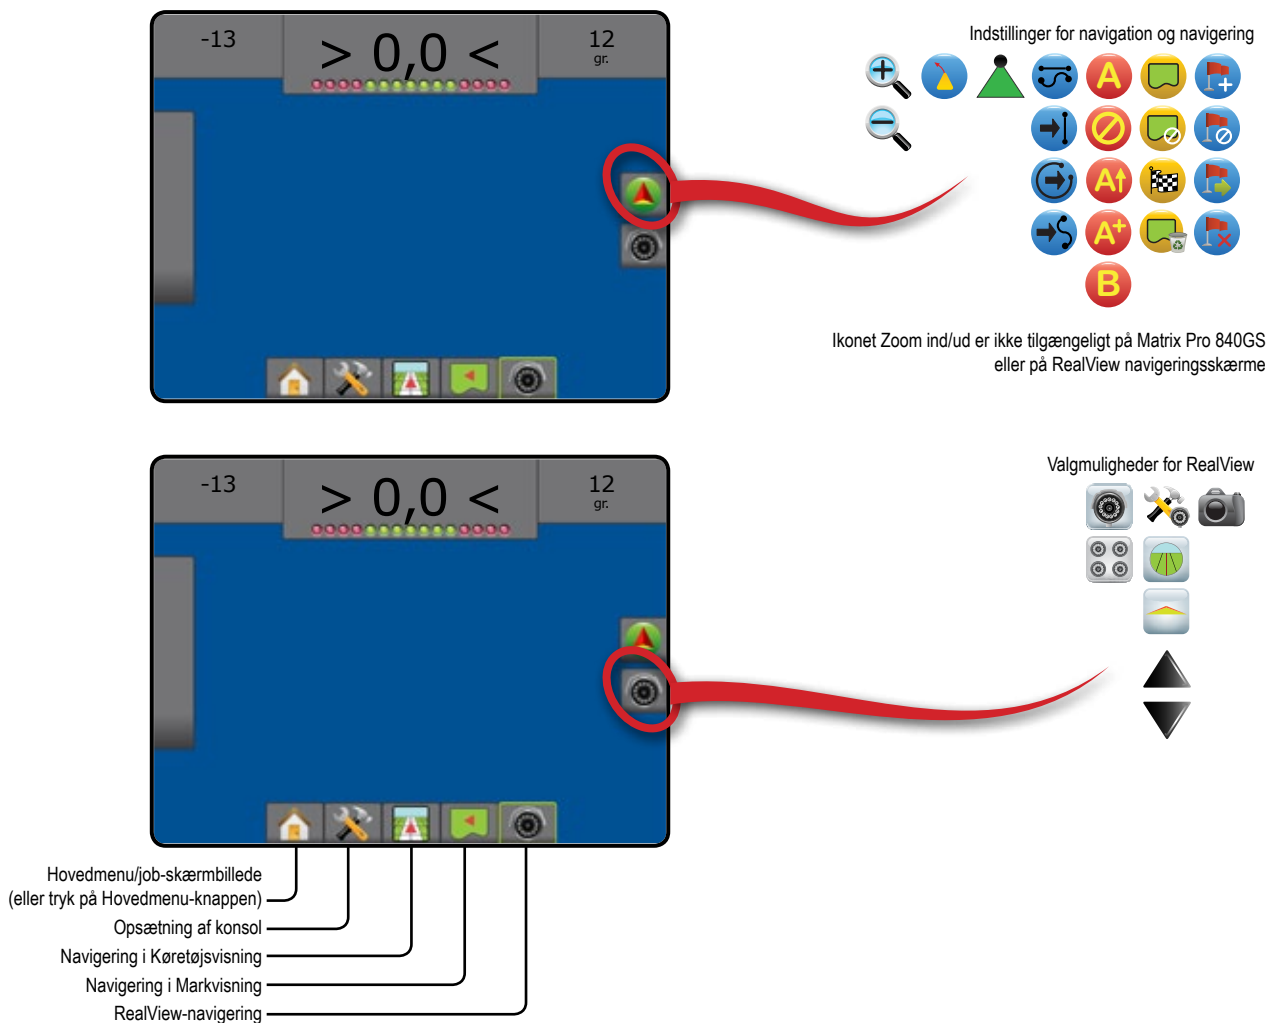 -13
> 0,0 <
12
gr.
Indstillinger for navigation og navigering
A
A
A+
B
Ikonet Zoom ind/ud er ikke tilgængeligt på Matrix Pro 840GS
eller på RealView navigeringsskærme
-13
> 0,0 <
12
gr.
Valgmuligheder for RealView
Hovedmenu/job-skærmbillede
(eller tryk på Hovedmenu-knappen)
Opsætning af konsol
Navigering i Køretøjsvisning
Navigering i Markvisning
RealView-navigering